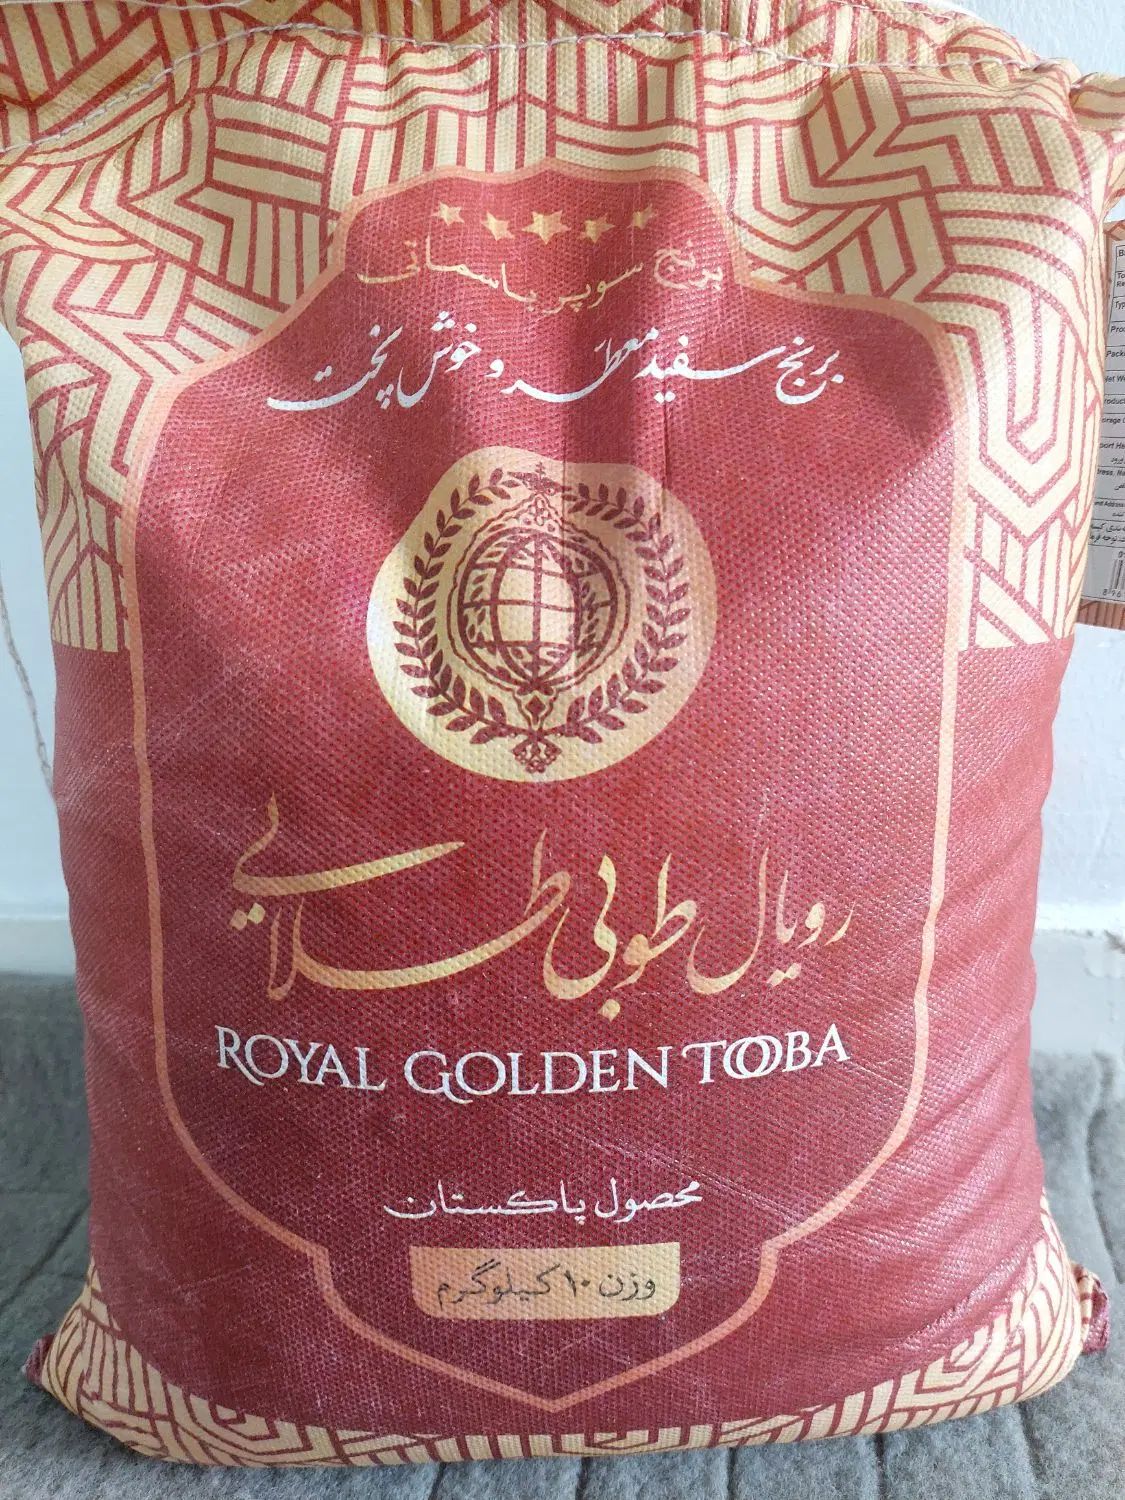 برنج سوپر باسماتی
برنج سفید معطر و خوش پخت
رویال طوبی طلایی
ROYAL GOLDEN TOOBA
محصول پاکستان
وزن ۱۰ کیلوگرم